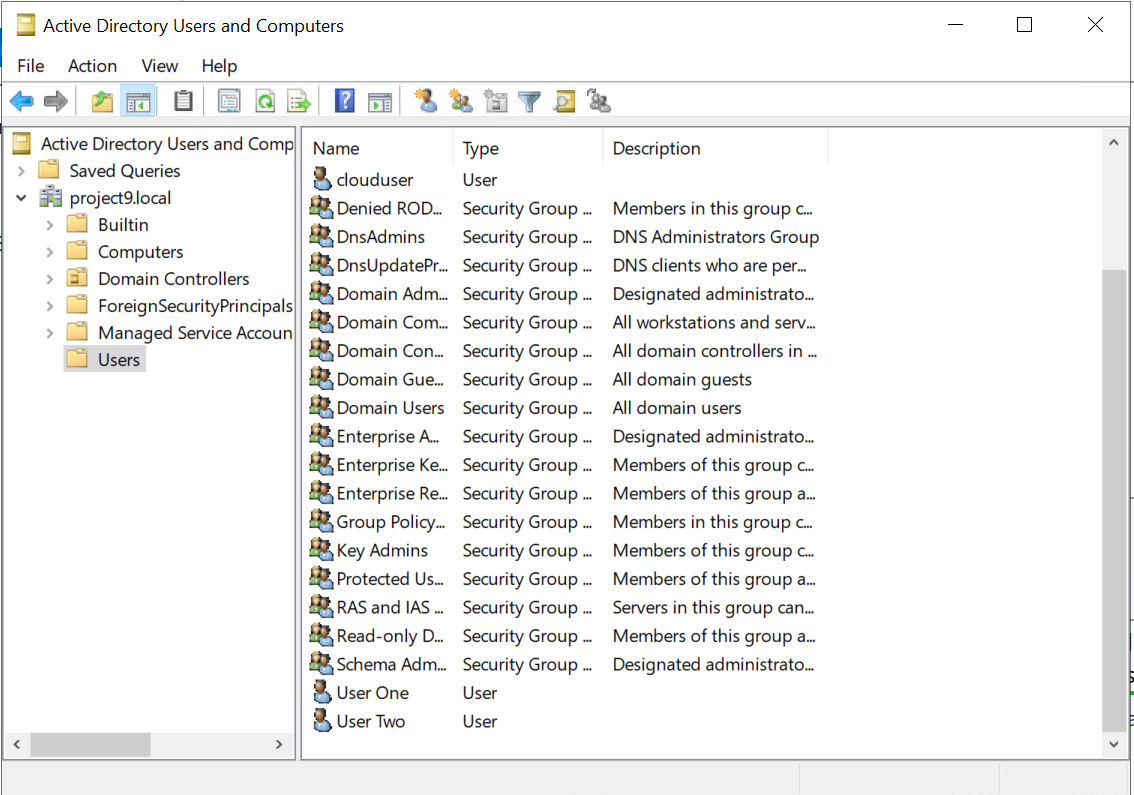 Active Directory Users and Computers
File Action View Help
Active Directory Users and Comp
Saved Queries
project9.local
Builtin
Computers
Domain Controllers
ForeignSecurityPrincipals
Managed Service Accoun
Users
Name Type Description
clouduser User
Denied ROD... Security Group ... Members in this group c...
DnsAdmins Security Group ... DNS Administrators Group
DnsUpdatePr... Security Group ... DNS clients who are per...
Domain Adm... Security Group ... Designated administrato...
Domain Com... Security Group ... All workstations and serv...
Domain Con... Security Group ... All domain controllers in ...
Domain Gue... Security Group ... All domain guests
Domain Users Security Group ... All domain users
Enterprise A... Security Group ... Designated administrato...
Enterprise Ke... Security Group ... Members of this group c...
Enterprise Re... Security Group ... Members of this group a...
Group Policy... Security Group ... Members in this group c...
Key Admins Security Group ... Members of this group c...
Protected Us... Security Group ... Members of this group a...
RAS and IAS ... Security Group ... Servers in this group can...
Read-only D... Security Group ... Members of this group a...
Schema Adm... Security Group ... Designated administrato...
User One User
User Two User